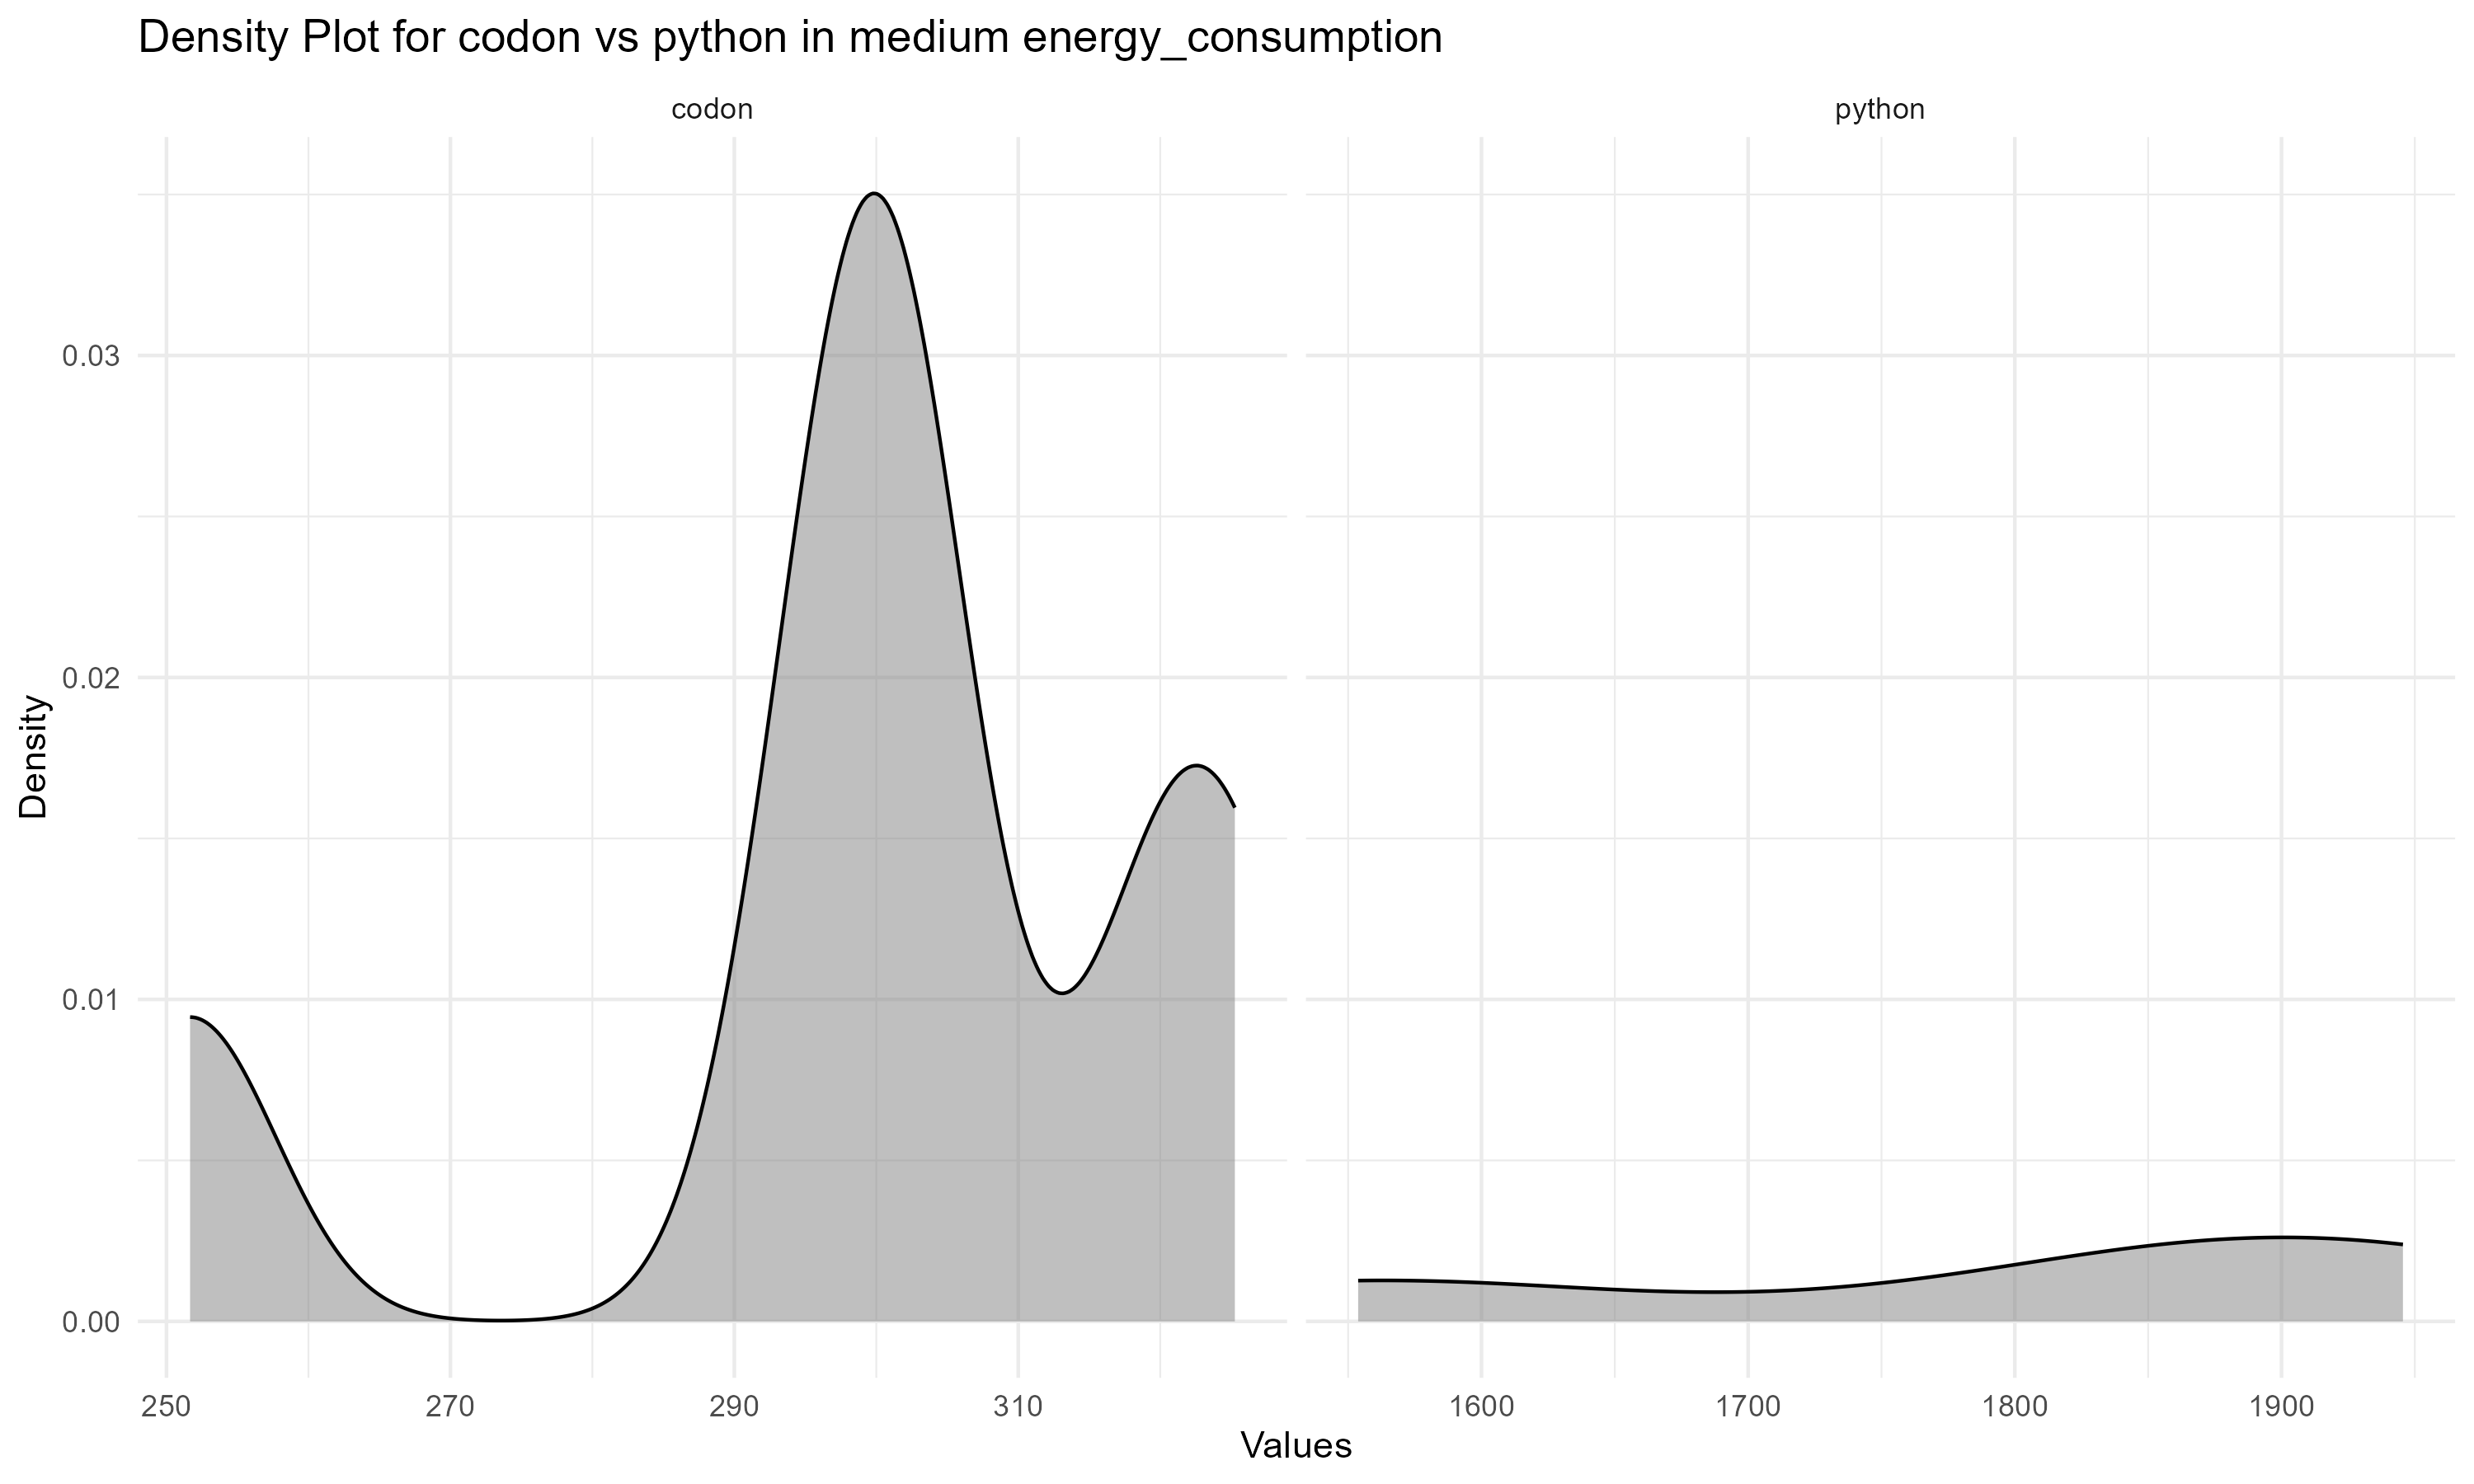 Density Plot for codon vs python in medium energy_consumption
codon
python
Density
0.03
0.02
0.01
0.00
250 270 290 310
1600 1700 1800 1900
Values